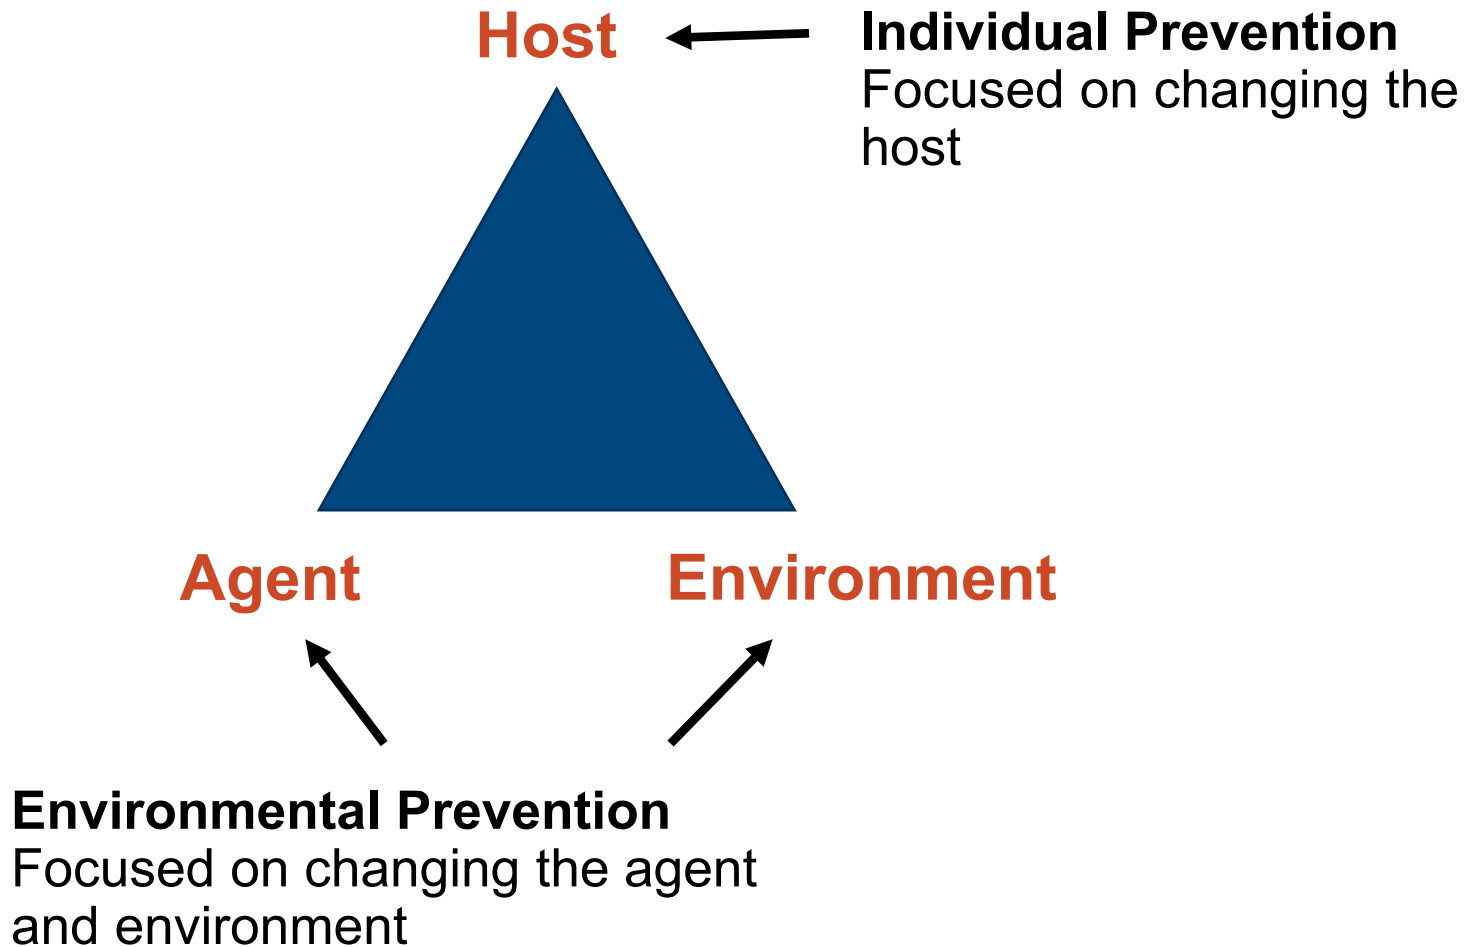 Host
Individual Prevention
Focused on changing the
host
Agent
Environment
Environmental Prevention
Focused on changing the agent
and environment